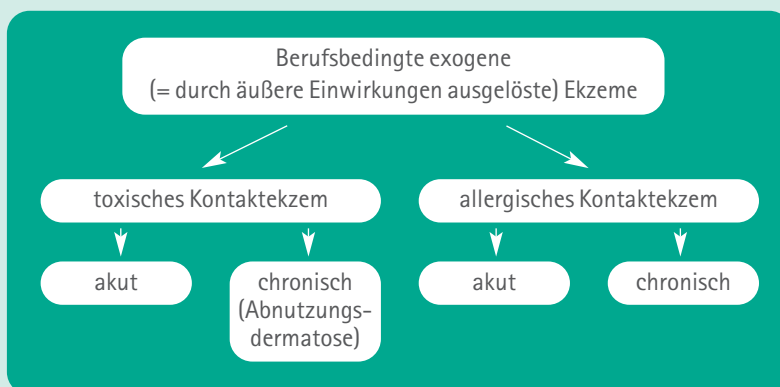 Berufsbedingte exogene
(= durch äußere Einwirkungen ausgelöste) Ekzeme
toxisches Kontaktekzem
allergisches Kontaktekzem
akut
chronisch
(Abnutzungs-
dermatose)
akut
chronisch